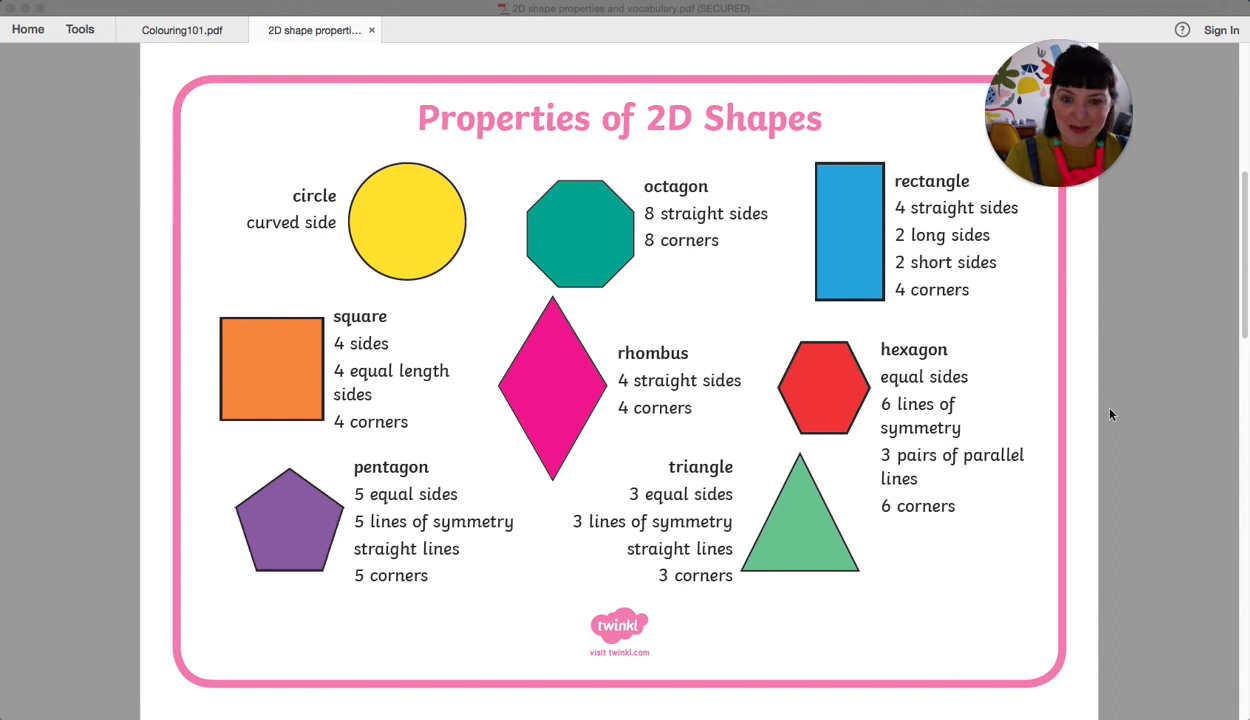 2D shape properties and vocabulary.pdf (SECURED)
Home
Tools
Colouring101.pdf
2D shape properti...
×
?
Sign In
Properties of 2D Shapes
circle
curved side
octagon
8 straight sides
8 corners
rectangle
4 straight sides
2 long sides
2 short sides
4 corners
square
4 sides
4 equal length
sides
4 corners
rhombus
4 straight sides
4 corners
hexagon
equal sides
6 lines of
symmetry
3 pairs of parallel
lines
6 corners
pentagon
5 equal sides
5 lines of symmetry
straight lines
5 corners
triangle
3 equal sides
3 lines of symmetry
straight lines
3 corners
twinkl
visit twinkl.com